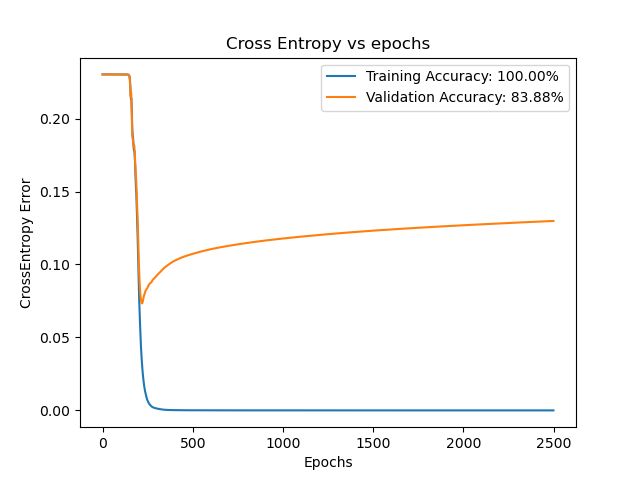 Cross Entropy vs epochs
Training Accuracy: 100.00%
Validation Accuracy: 83.88%
CrossEntropy Error
0.20
0.15
0.10
0.05
0.00
0
500
1000
1500
2000
2500
Epochs